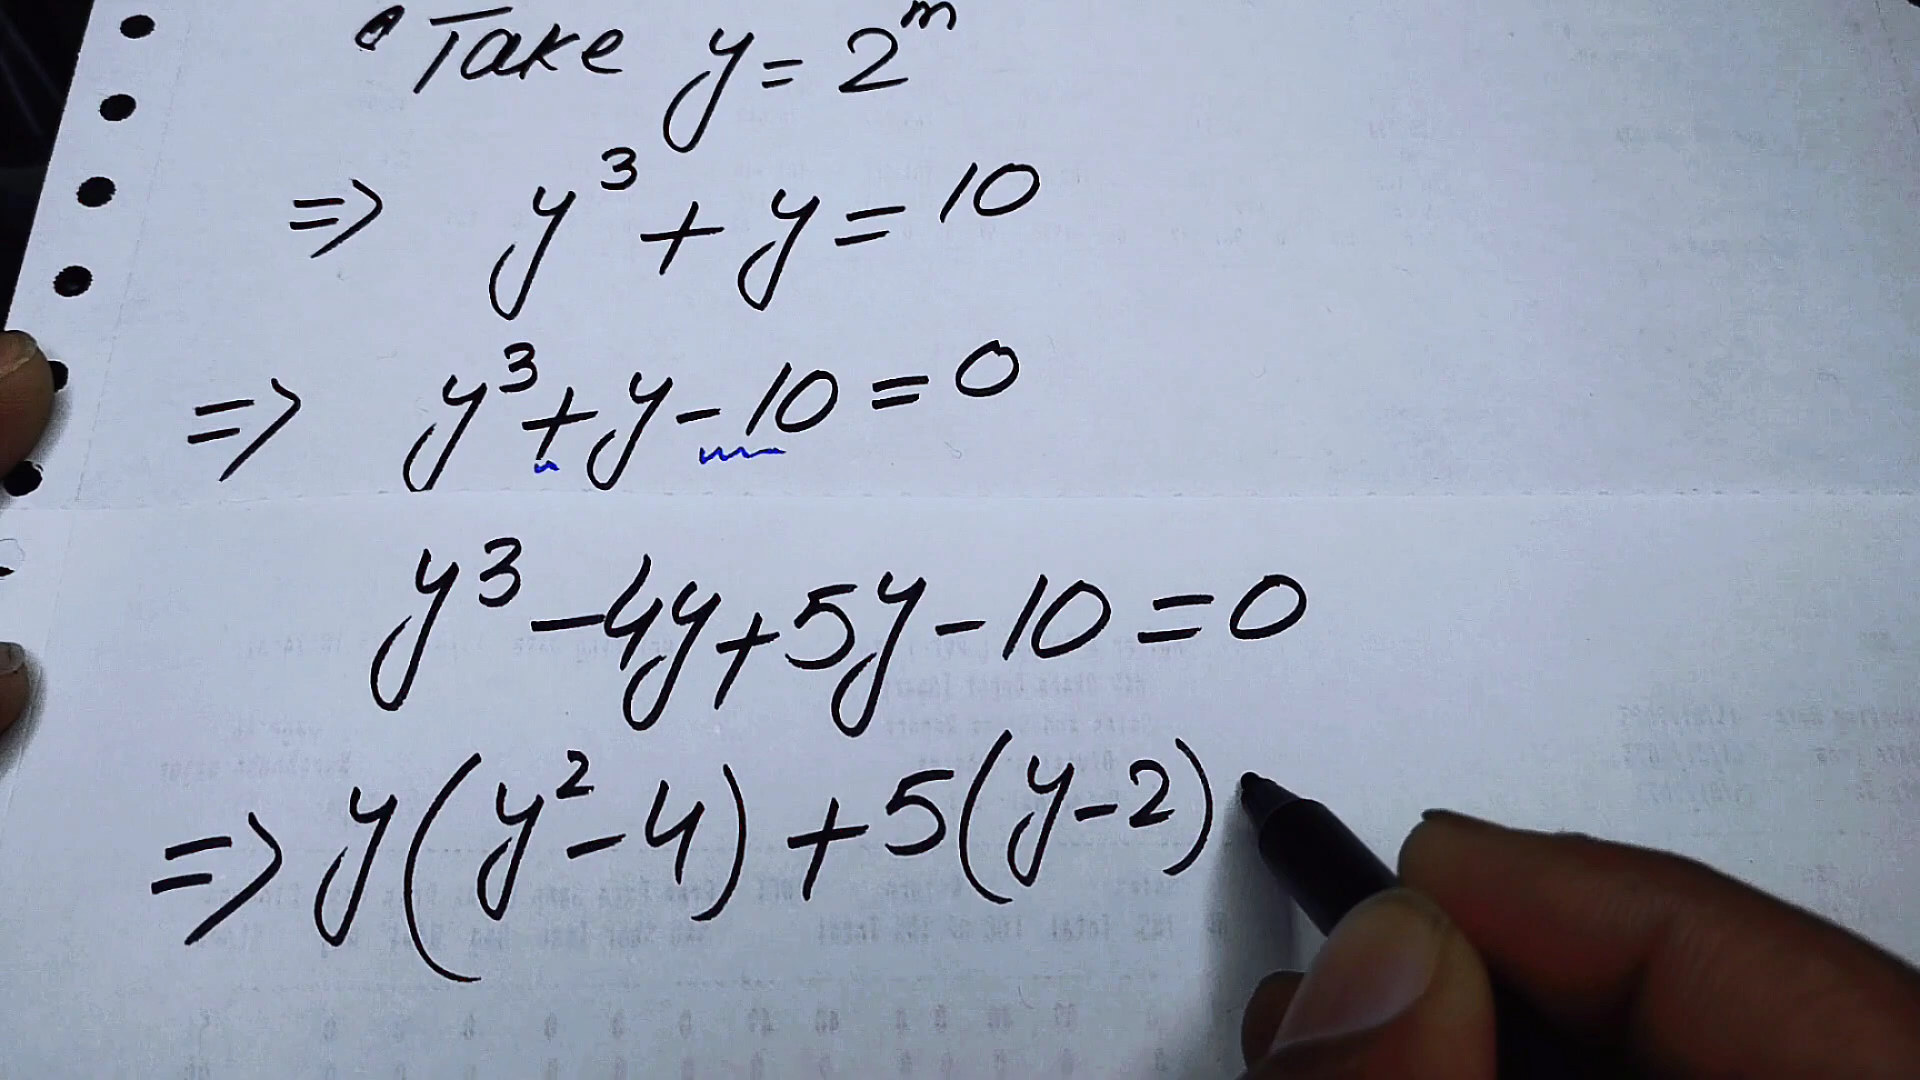 • Take y = 2^m
⇒ y³ + y = 10
⇒ y³ + y - 10 = 0
y³ - 4y + 5y - 10 = 0
⇒ y(y² - 4) + 5(y - 2)